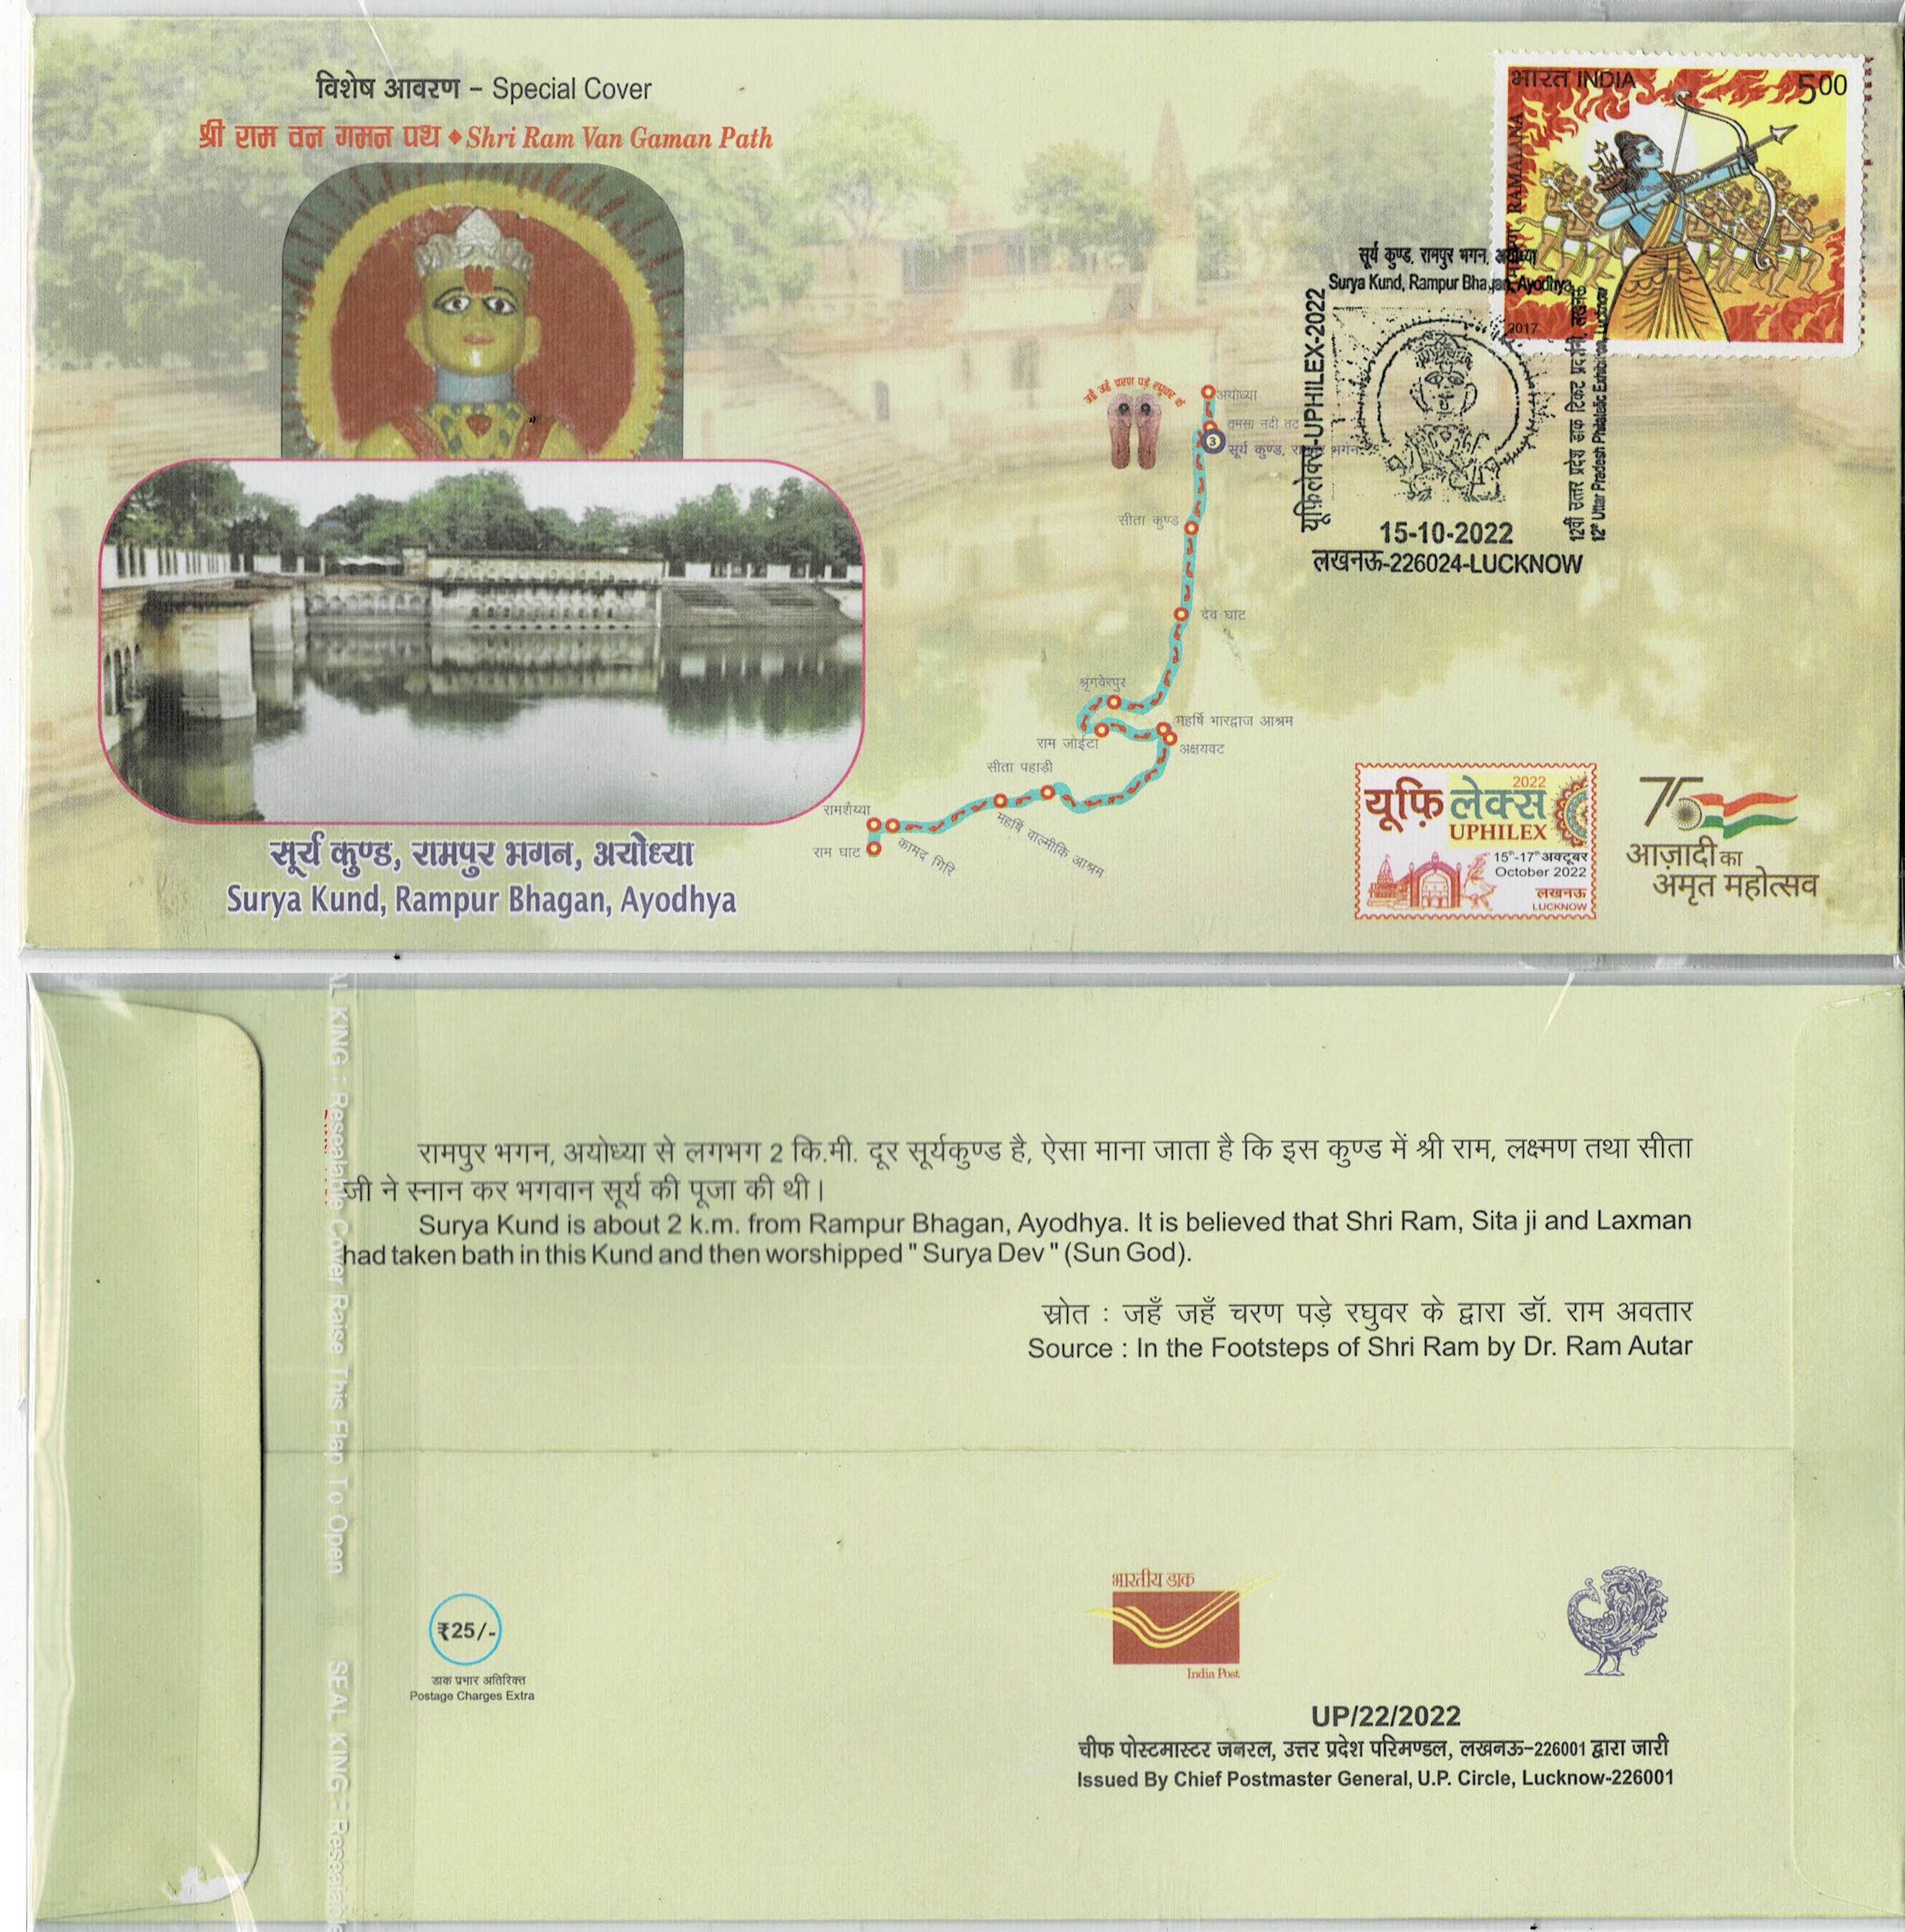 विशेष आवरण – Special Cover
श्री राम वन गमन पथ ◆ Shri Ram Van Gaman Path
भारत INDIA 5.00
RAMAYANA
2017
सूर्य कुण्ड, रामपुर भगन, अयोध्या
Surya Kund, Rampur Bhagan, Ayodhya
यूफ़िलेक्स-UPHILEX-2022
12वीं उत्तर प्रदेश डाक टिकट प्रदर्शनी, लखनऊ
12th Uttar Pradesh Philatelic Exhibition, Lucknow
15-10-2022
लखनऊ-226024-LUCKNOW
जहँ जहँ चरण पड़े रघुवर के
अयोध्या
तमसा नदी तट
3
सूर्य कुण्ड, रामपुर भगन
सीता कुण्ड
देव घाट
श्रृंगवेरपुर
महर्षि भारद्वाज आश्रम
राम जोईटा
अक्षयवट
सीता पहाडी
महर्षि वाल्मीकि आश्रम
रामशैय्या
कामद गिरि
राम घाट
सूर्य कुण्ड, रामपुर भगन, अयोध्या
Surya Kund, Rampur Bhagan, Ayodhya
2022
यूफ़िलेक्स
UPHILEX
15th-17th अक्टूबर
October 2022
लखनऊ
LUCKNOW
75
आज़ादी का
अमृत महोत्सव
रामपुर भगन, अयोध्या से लगभग 2 कि.मी. दूर सूर्यकुण्ड है, ऐसा माना जाता है कि इस कुण्ड में श्री राम, लक्ष्मण तथा सीता
जी ने स्नान कर भगवान सूर्य की पूजा की थी।
Surya Kund is about 2 k.m. from Rampur Bhagan, Ayodhya. It is believed that Shri Ram, Sita ji and Laxman
had taken bath in this Kund and then worshipped " Surya Dev " (Sun God).
स्रोत : जहँ जहँ चरण पड़े रघुवर के द्वारा डॉ. राम अवतार
Source : In the Footsteps of Shri Ram by Dr. Ram Autar
KING : Resealable Cover Raise This Flap To Open
SEAL KING : Resealable
₹25/-
डाक प्रभार अतिरिक्त
Postage Charges Extra
भारतीय डाक
India Post
UP/22/2022
चीफ पोस्टमास्टर जनरल, उत्तर प्रदेश परिमण्डल, लखनऊ-226001 द्वारा जारी
Issued By Chief Postmaster General, U.P. Circle, Lucknow-226001